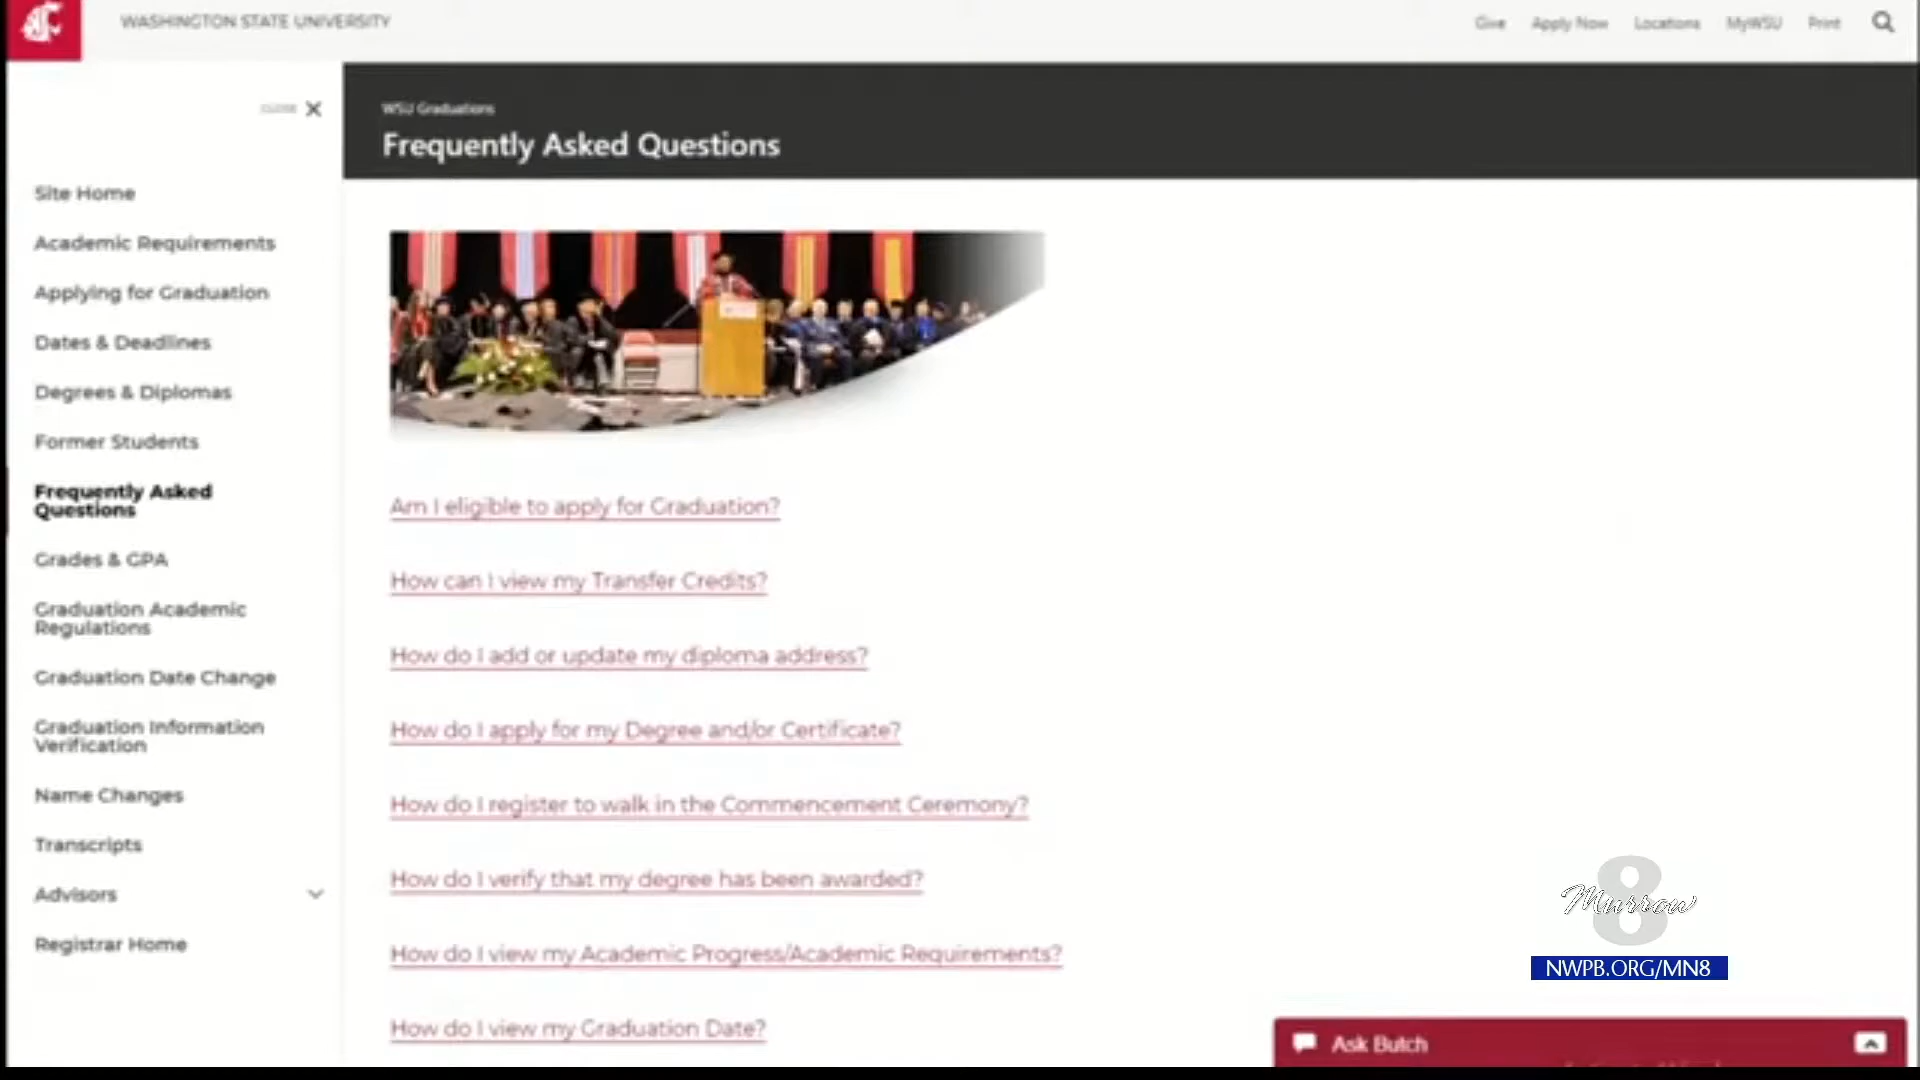 WASHINGTON STATE UNIVERSITY
Give Apply Now Locations MyWSU Print
CLOSE
WSU Graduations
Frequently Asked Questions
Site Home
Academic Requirements
Applying for Graduation
Dates & Deadlines
Degrees & Diplomas
Former Students
Frequently Asked
Questions
Grades & GPA
Graduation Academic
Regulations
Graduation Date Change
Graduation Information
Verification
Name Changes
Transcripts
Advisors
Registrar Home
Am I eligible to apply for Graduation?
How can I view my Transfer Credits?
How do I add or update my diploma address?
How do I apply for my Degree and/or Certificate?
How do I register to walk in the Commencement Ceremony?
How do I verify that my degree has been awarded?
How do I view my Academic Progress/Academic Requirements?
How do I view my Graduation Date?
8
Murrow
NWPB.ORG/MN8
Ask Butch